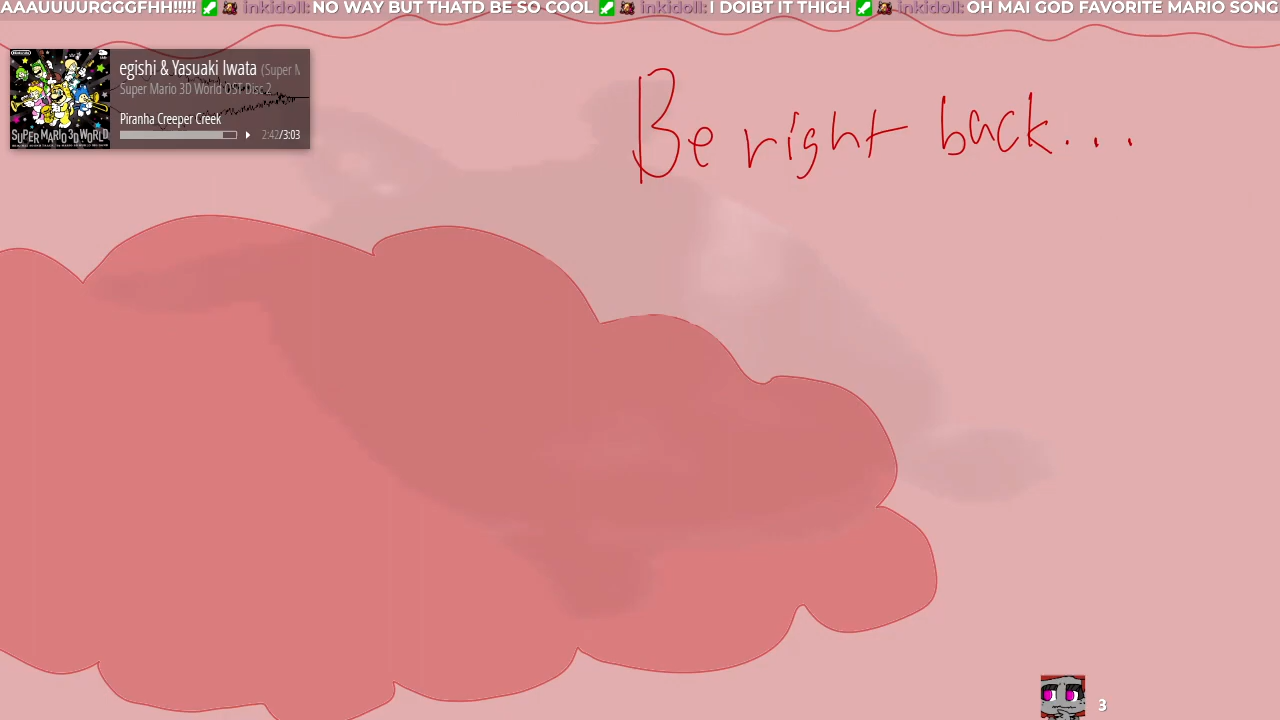 AAAUUUURGGGFHH!!!!! inkidoll: NO WAY BUT THATD BE SO COOL inkidoll: I DOIBT IT THIGH inkidoll: OH MAI GOD FAVORITE MARIO SONG
egishi & Yasuaki Iwata (Super M
Super Mario 3D World OST Disc 2
Piranha Creeper Creek
2:42/3:03
SUPER MARIO 3D WORLD
Be right back...
3